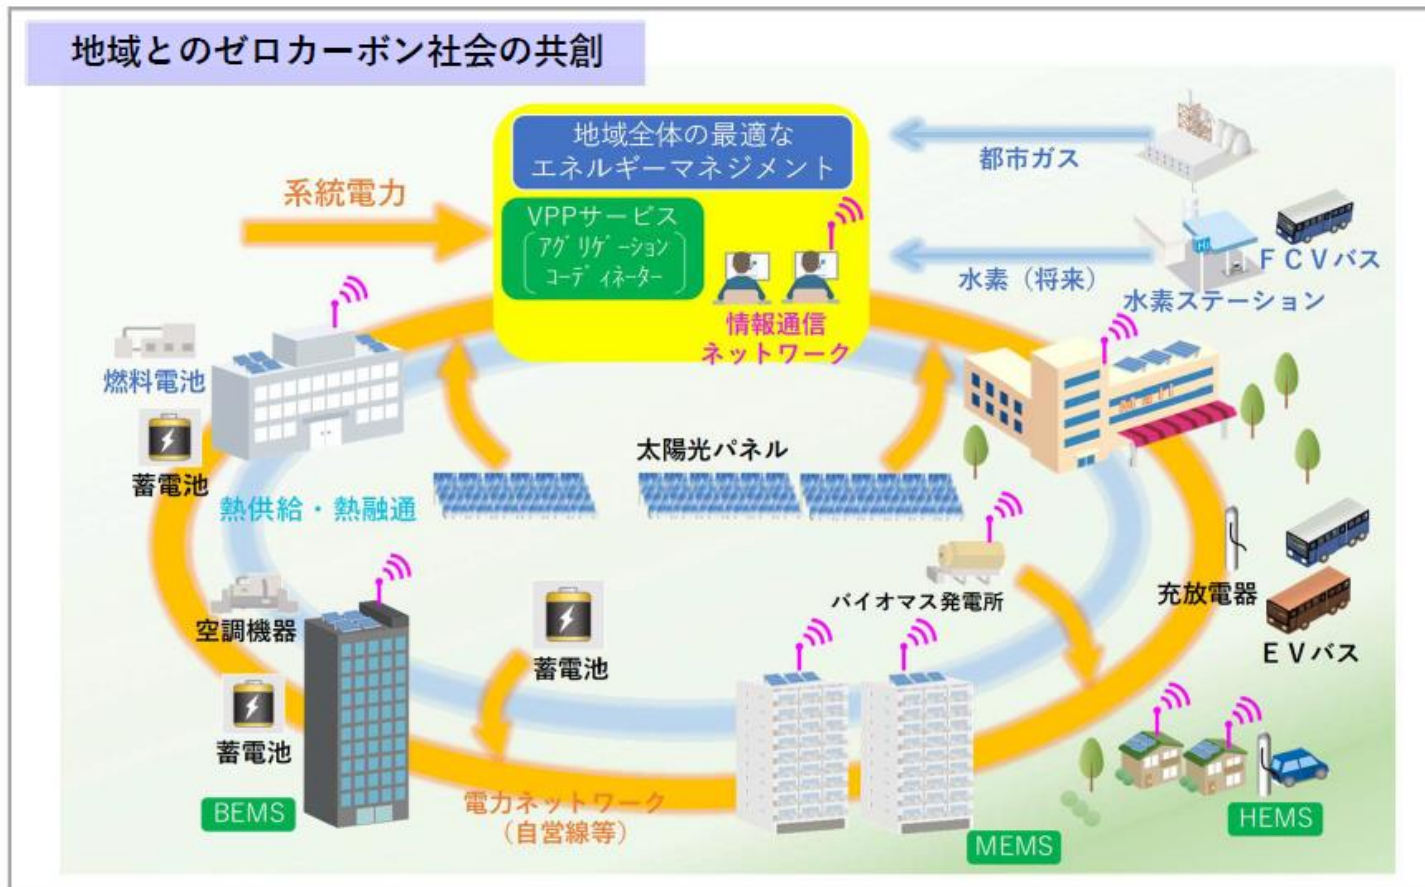 地域とのゼロカーボン社会の共創
地域全体の最適な
エネルギーマネジメント
系統電力
都市ガス
VPPサービス
ｱｸﾞﾘｹﾞｰｼｮﾝ
ｺｰﾃﾞｨﾈｰﾀｰ
水素（将来）
ＦＣＶバス
水素ステーション
情報通信
ネットワーク
燃料電池
蓄電池
太陽光パネル
熱供給・熱融通
バイオマス発電所
充放電器
ＥＶバス
空調機器
蓄電池
蓄電池
BEMS
電力ネットワーク
（自営線等）
MEMS
HEMS